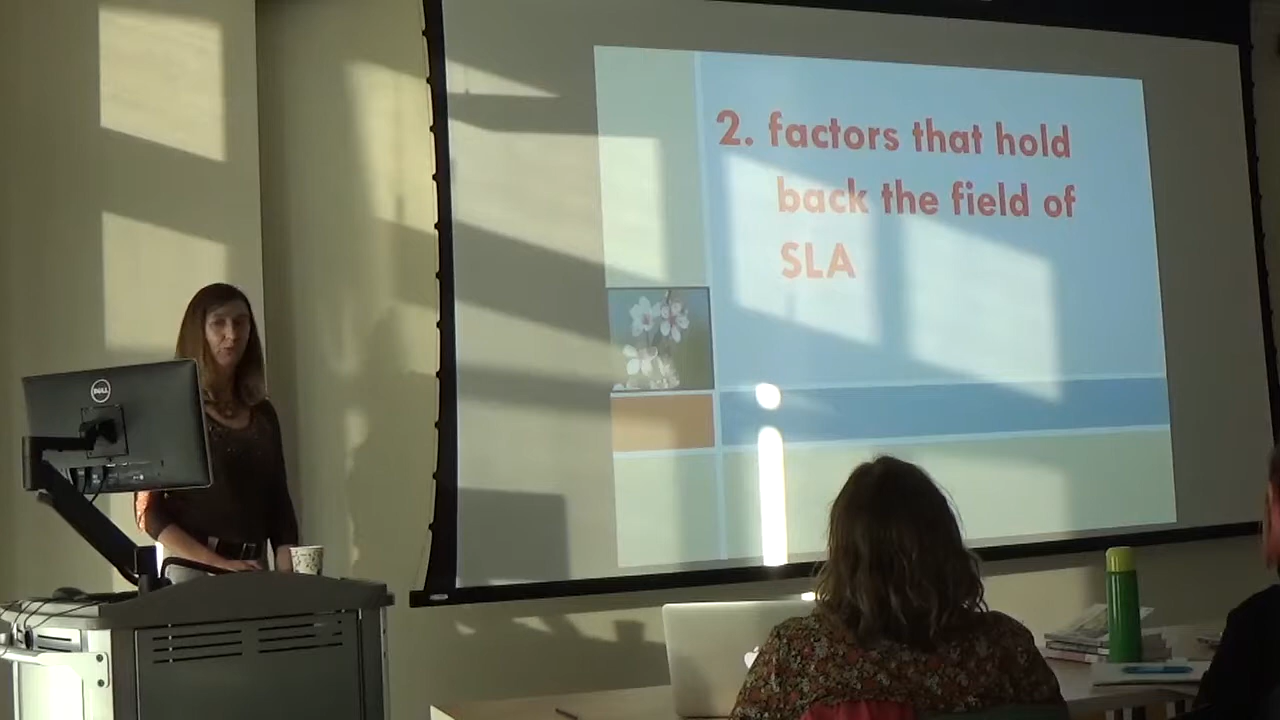 2. factors that hold
back the field of
SLA
DELL